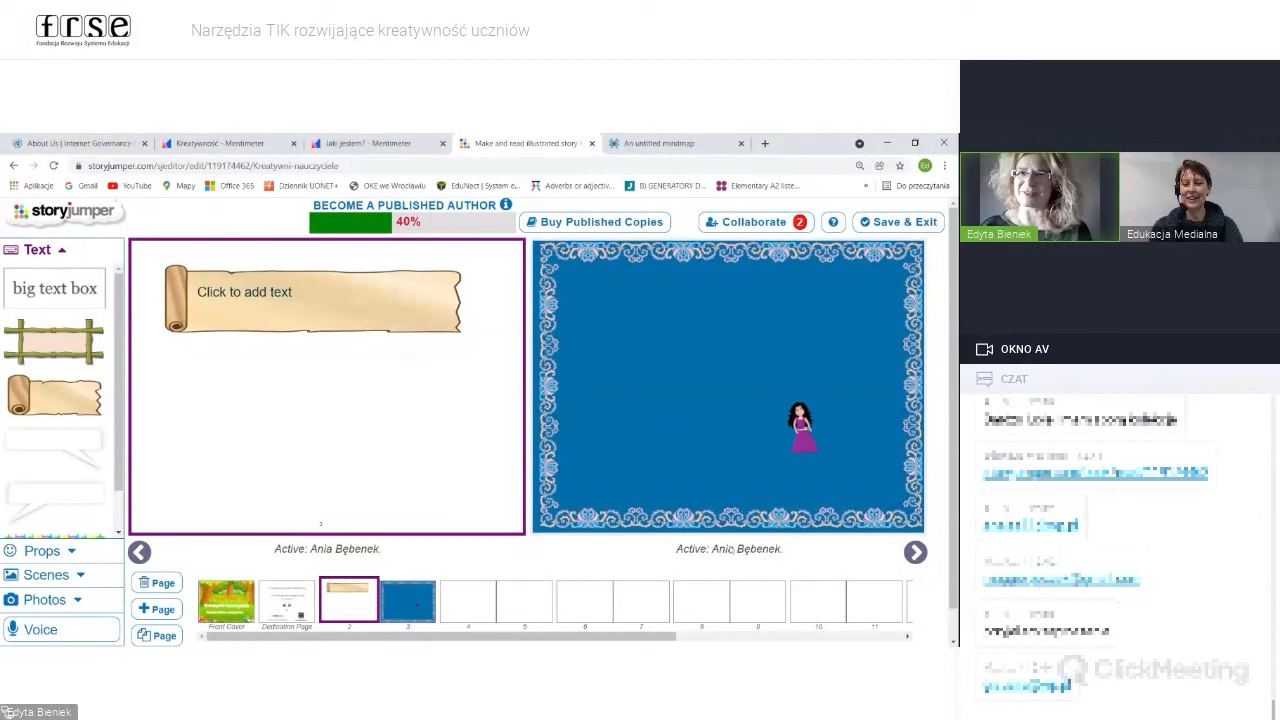 frse
Fundacja Rozwoju Systemu Edukacji
Narzędzia TIK rozwijające kreatywność uczniów
About Us | Internet Governance
Kreatywność - Mentimeter
Jaki jestem? - Mentimeter
Make and read illustrated story
An untitled mindmap
storyjumper.com/sjeditor/edit/119174462/Kreatywni-nauczyciele
Ed
Aplikacje
Gmail
YouTube
Mapy
Office 365
Dziennik UONET+
OKE we Wrocławiu
EduNect | System e...
Adverbs or adjectiv...
B) GENERATORY D...
Elementary A2 liste...
»
Do przeczytania
storyjumper
BECOME A PUBLISHED AUTHOR
40%
Buy Published Copies
Collaborate 2
?
Save & Exit
Text
big text box
Props
Scenes
Photos
Voice
Click to add text
Active: Ania Bębenek.
Active: Ania Bębenek.
Page
+ Page
Page
Front Cover
Dedication Page
2
3
4
5
6
7
8
9
10
11
Edyta Bieniek
Edukacja Medialna
OKNO AV
CZAT
ClickMeeting
Edyta Bieniek